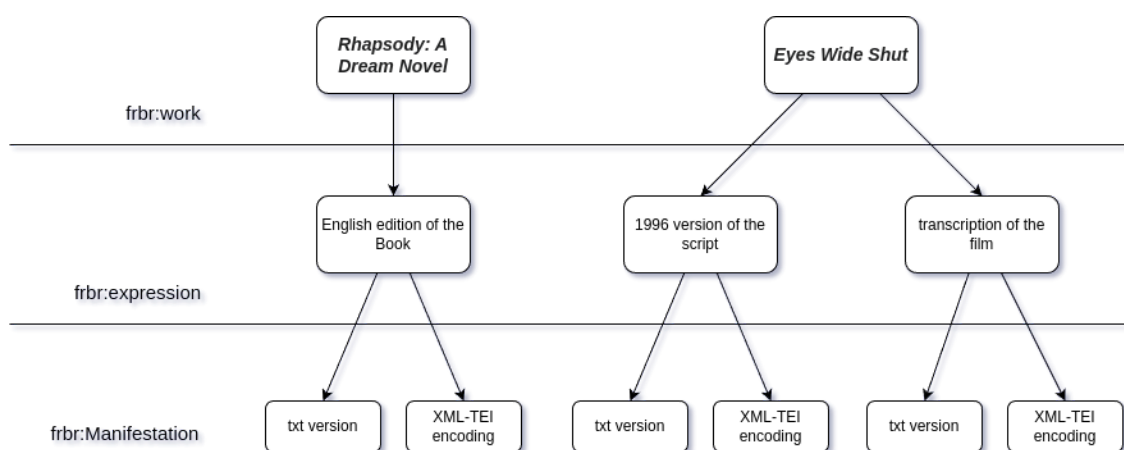 Rhapsody: A
Dream Novel
Eyes Wide Shut
frbr:work
English edition of the
Book
1996 version of the
script
transcription of the
film
frbr:expression
txt version
XML-TEI
encoding
txt version
XML-TEI
encoding
txt version
XML-TEI
encoding
frbr:Manifestation